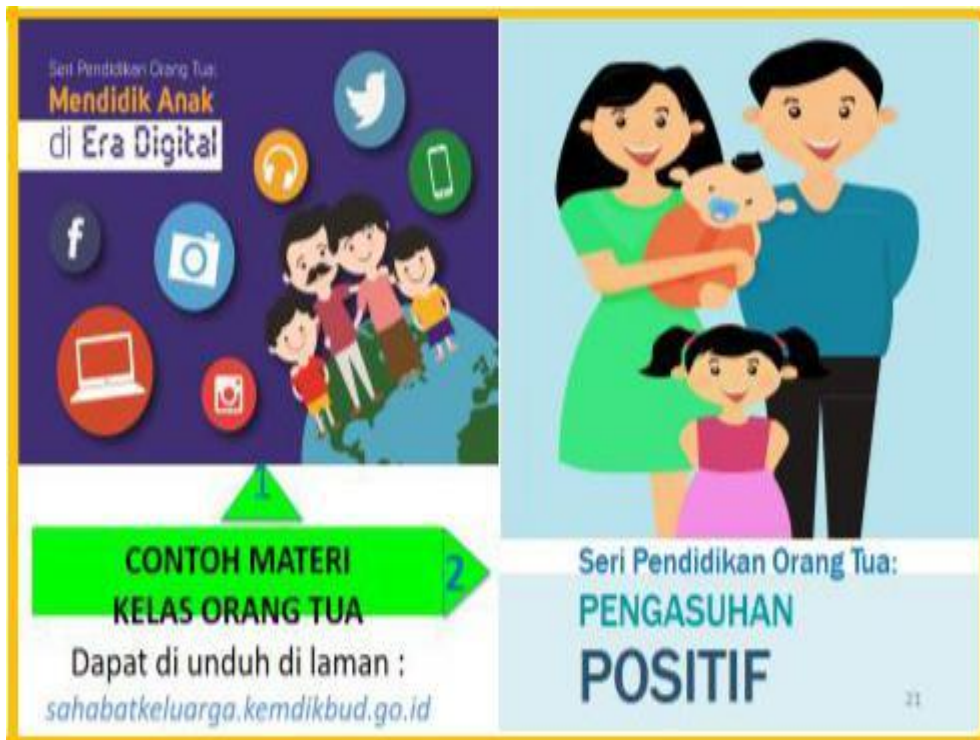 Seri Pendidikan Orang Tua:
Mendidik Anak
di Era Digital
f
1
CONTOH MATERI
KELAS ORANG TUA
2
Dapat di unduh di laman :
sahabatkeluarga.kemdikbud.go.id
Seri Pendidikan Orang Tua:
PENGASUHAN
POSITIF
21